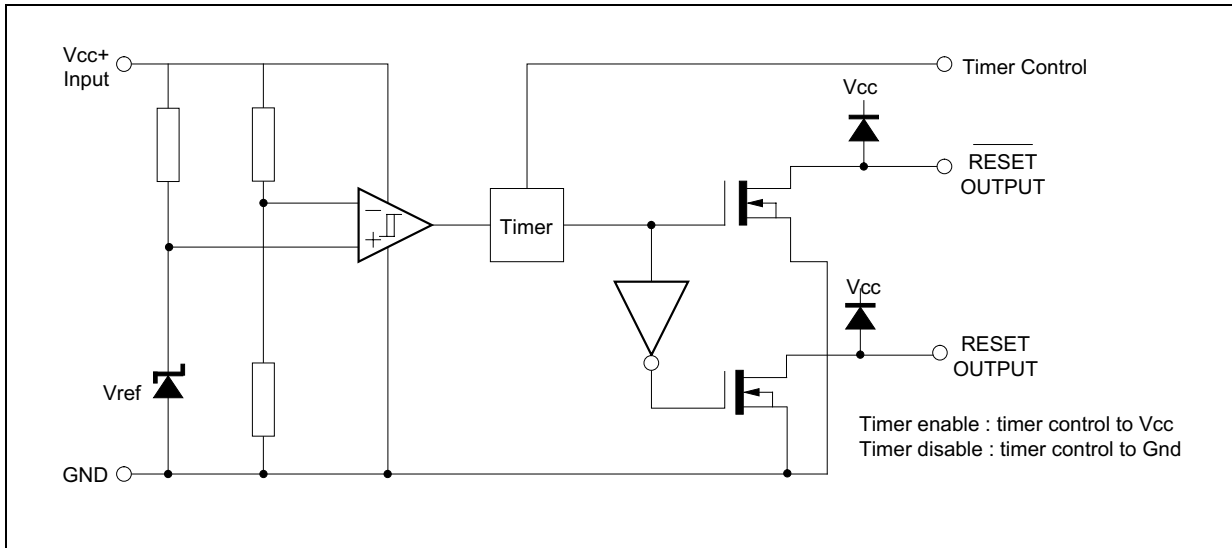 Vcc+
Input
Timer Control
Vcc
RESET
OUTPUT
−
+
Timer
Vcc
RESET
OUTPUT
Vref
Timer enable : timer control to Vcc
Timer disable : timer control to Gnd
GND